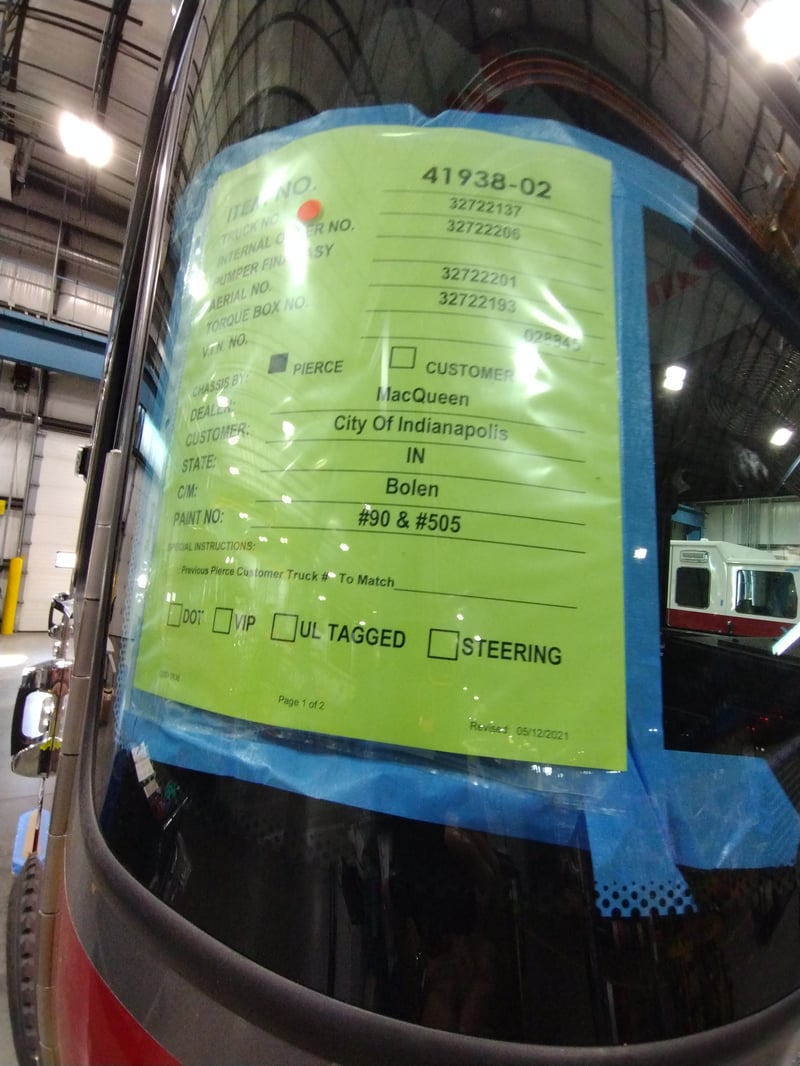 ITEM NO. 41938-02
TRUCK NO. 32722137
INTERNAL ORDER NO. 32722206
PUMPER FINAL ASY
AERIAL NO. 32722201
TORQUE BOX NO. 32722193
V.I.N. NO. 028845
CHASSIS BY: PIERCE CUSTOMER
DEALER: MacQueen
CUSTOMER: City Of Indianapolis
STATE: IN
C/M: Bolen
PAINT NO: #90 & #505
SPECIAL INSTRUCTIONS:
Previous Pierce Customer Truck # To Match
DOT VIP UL TAGGED STEERING
Page 1 of 2
Revised: 05/12/2021